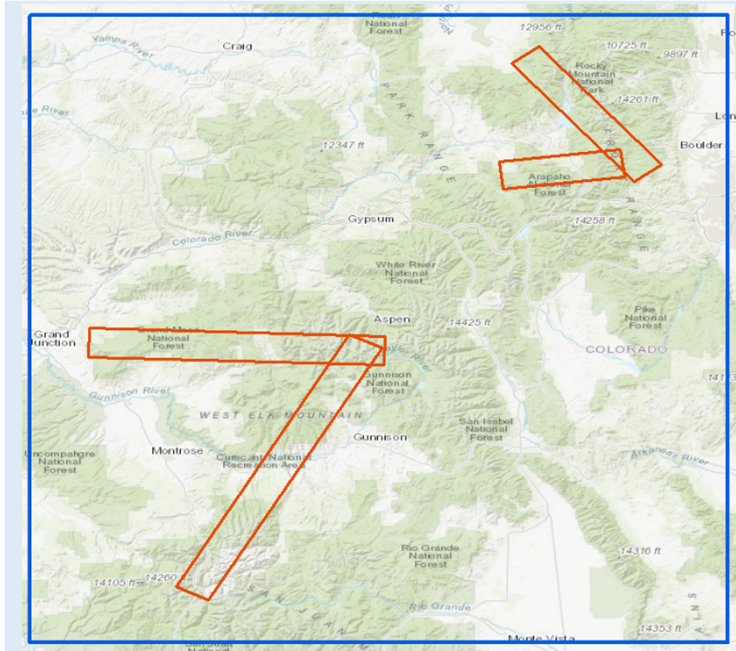 National
Forest
12956 ft
Yampa River
Craig
10725 ft
9897 ft
Rocky
Mountain
National
Park
14261 ft
PARK RANGE
12347 ft
Boulder
Arapaho
National
Forest
RANGE
Gypsum
14258 ft
Colorado River
White River
National
Forest
Pike
National
Forest
Aspen
14425 ft
Grand
Junction
National
Forest
COLORADO
River
Gunnison
National
Forest
Gunnison River
WEST ELK MOUNTAIN
San Isabel
National
Forest
Gunnison
Montrose
Curecanti National
Recreation Area
Uncompahgre
National
Forest
Arkansas River
Rio Grande
National
Forest
14316 ft
14105 ft
14260
Rio Grande
14353 ft
Monte Vista